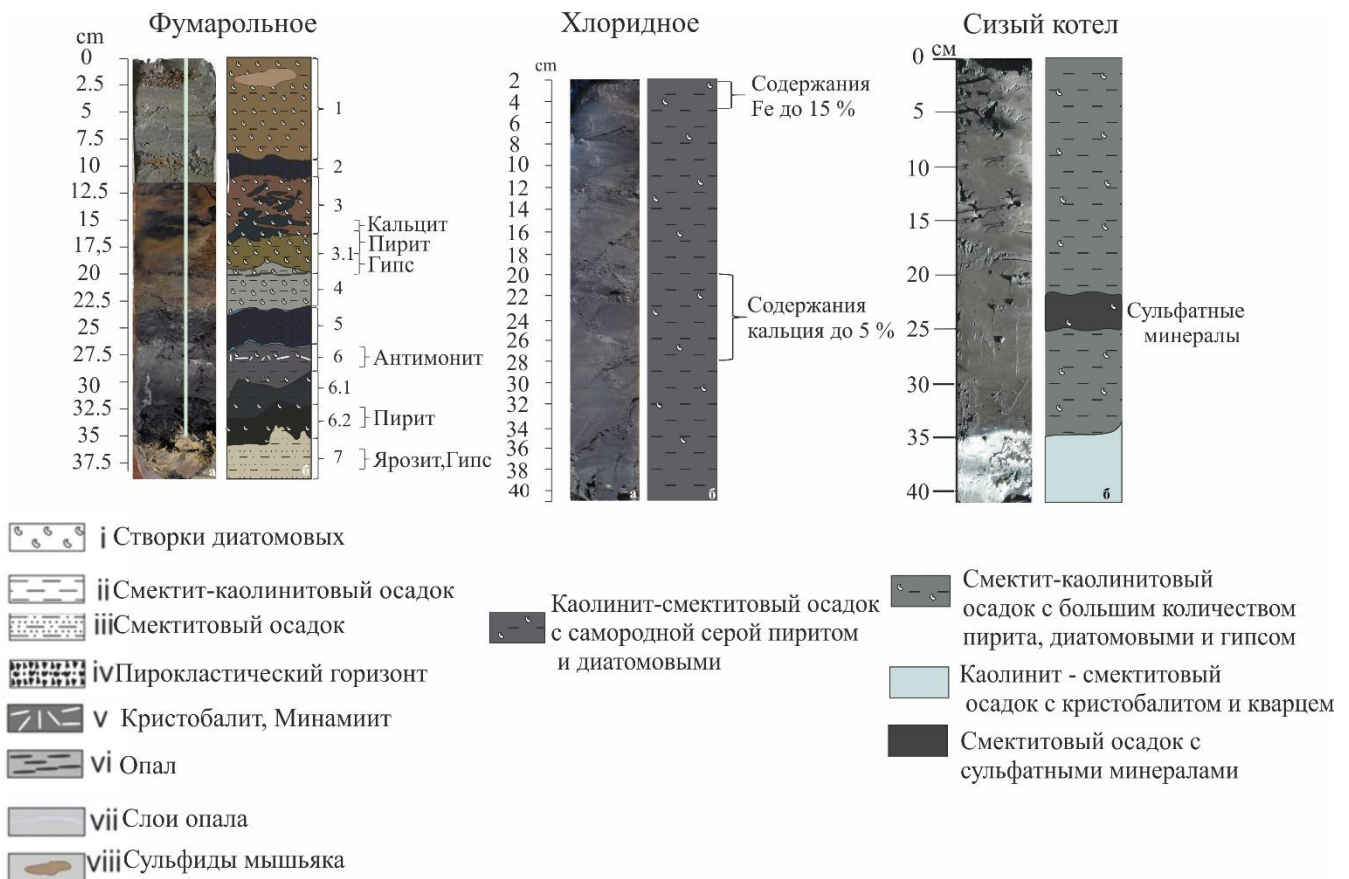 Фумарольное
cm
0
2.5
5
7.5
10
12.5
15
17.5
20
22.5
25
27.5
30
32.5
35
37.5
а
б
1
2
3
3.1
4
5
6
6.1
6.2
7
Кальцит
Пирит
Гипс
Антимонит
Пирит
Ярозит,Гипс
Хлоридное
cm
2
4
6
8
10
12
14
16
20
22
24
26
28
30
32
34
36
38
40
а
б
Содержания
Fe до 15 %
Содержания
кальция до 5 %
Сизый котел
0 см
5
10
15
20
25
30
35
40
б
Сульфатные
минералы
i Створки диатомовых
ii Смектит-каолинитовый осадок
iii Смектитовый осадок
iv Пирокластический горизонт
v Кристобалит, Минамиит
vi Опал
vii Слои опала
viii Сульфиды мышьяка
Каолинит-смектитовый осадок
с самородной серой пиритом
и диатомовыми
Смектит-каолинитовый
осадок с большим количеством
пирита, диатомовыми и гипсом
Каолинит - смектитовый
осадок с кристобалитом и кварцем
Смектитовый осадок с
сульфатными минералами